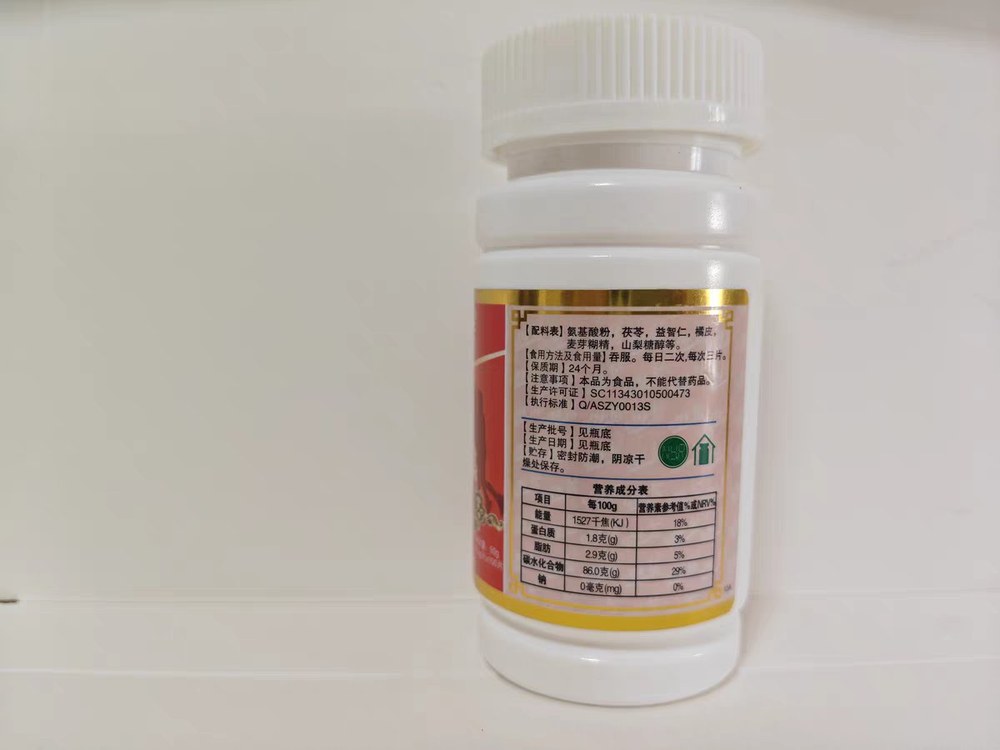 【配料表】氨基酸粉，茯苓，益智仁，橘皮，
麦芽糊精，山梨糖醇等。
【食用方法及食用量】吞服。每日二次,每次三片。
【保质期】24个月。
【注意事项】本品为食品，不能代替药品。
【生产许可证】SC11343010500473
【执行标准】Q/ASZY0013S
【生产批号】见瓶底
【生产日期】见瓶底
【贮存】密封防潮，阴凉干
燥处保存。
营养成分表
项目 每100g 营养素参考值%或NRV%
能量 1527千焦(KJ) 18%
蛋白质 1.8克(g) 3%
脂肪 2.9克(g) 5%
碳水化合物 86.0克(g) 29%
钠 0毫克(mg) 0%